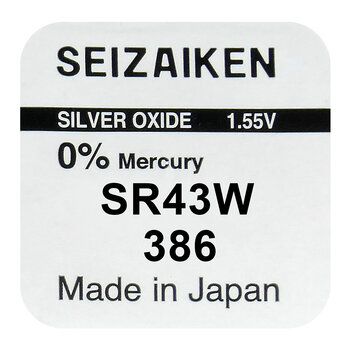 SEIZAIKEN
SILVER OXIDE 1.55V
0% Mercury
SR43W
386
Made in Japan